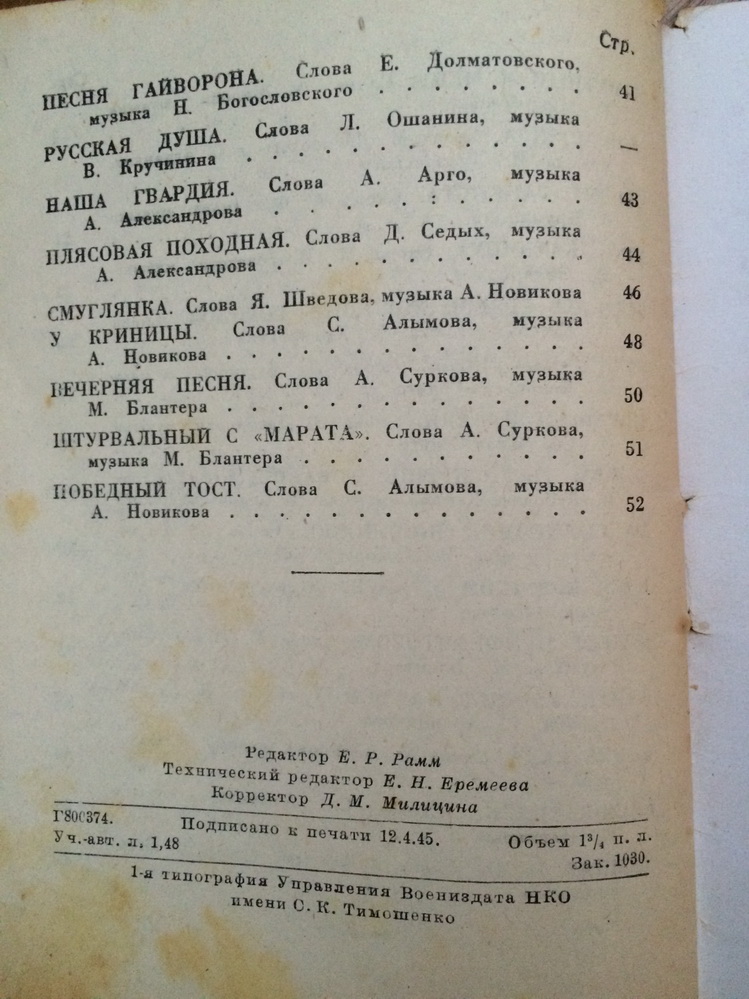 Стр.
ПЕСНЯ ГАЙВОРОНА. Слова Е. Долматовского,
музыка Н. Богословского . . . . . . . . 41
РУССКАЯ ДУША. Слова Л. Ошанина, музыка
В. Кручинина . . . . . . . . . . . . —
НАША ГВАРДИЯ. Слова А. Арго, музыка
А. Александрова . . . . . . . . . . 43
ПЛЯСОВАЯ ПОХОДНАЯ. Слова Д. Седых, музыка
А. Александрова . . . . . . . . . . 44
СМУГЛЯНКА. Слова Я. Шведова, музыка А. Новикова 46
У КРИНИЦЫ. Слова С. Алымова, музыка
А. Новикова . . . . . . . . . . . . . 48
ВЕЧЕРНЯЯ ПЕСНЯ. Слова А. Суркова, музыка
М. Блантера . . . . . . . . . . . . . 50
ШТУРВАЛЬНЫЙ С «МАРАТА». Слова А. Суркова,
музыка М. Блантера . . . . . . . . . . 51
ПОБЕДНЫЙ ТОСТ. Слова С. Алымова, музыка
А. Новикова . . . . . . . . . . . . . 52
Редактор Е. Р. Рамм
Технический редактор Е. Н. Еремеева
Корректор Д. М. Милицина
Г800374. Подписано к печати 12.4.45. Объем 1³/₄ п. л.
Уч.-авт. л. 1,48 Зак. 1030.
1-я типография Управления Воениздата НКО
имени С. К. Тимошенко